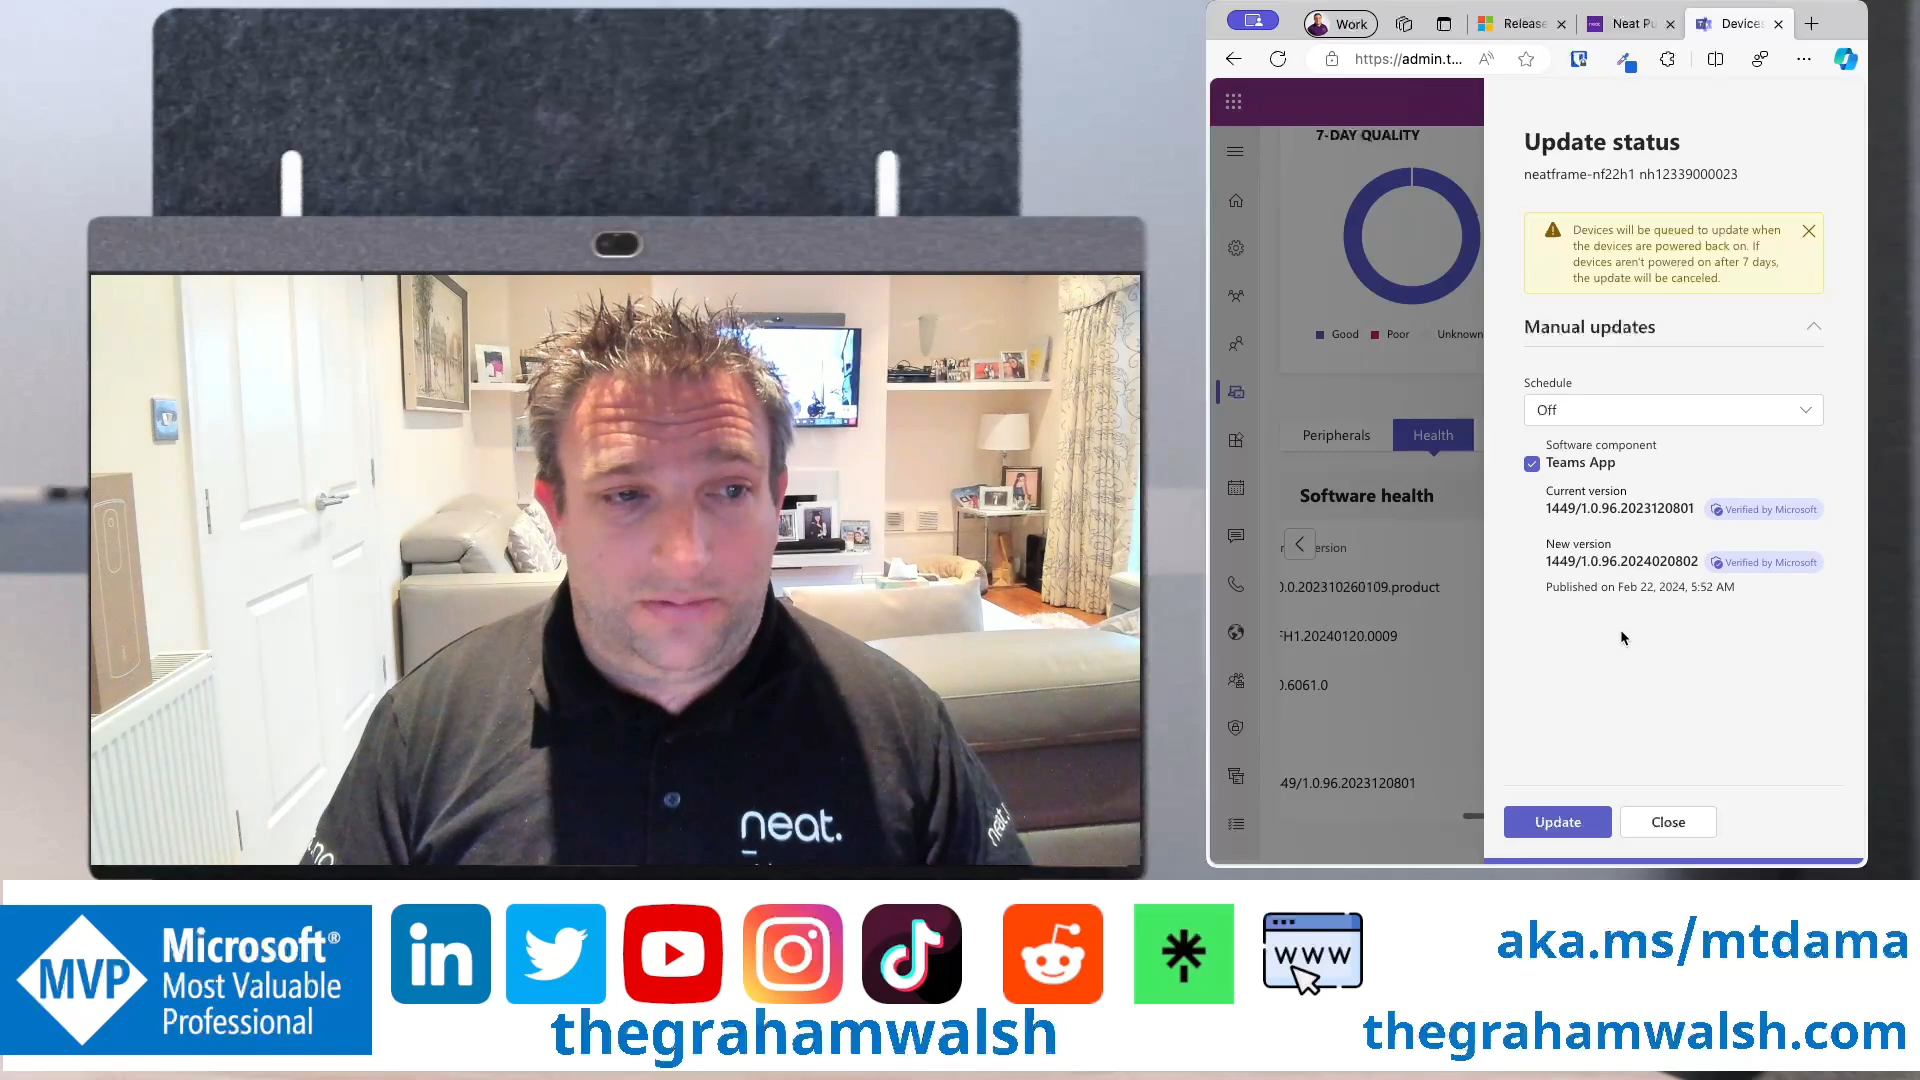 Work
Release
Neat Pu
Devices
https://admin.t...
7-DAY QUALITY
Good
Poor
Unknown
Peripherals
Health
Software health
ersion
0.0.202310260109.product
FH1.20240120.0009
0.6061.0
49/1.0.96.2023120801
Update status
neatframe-nf22h1 nh12339000023
Devices will be queued to update when
the devices are powered back on. If
devices aren't powered on after 7 days,
the update will be canceled.
Manual updates
Schedule
Off
Software component
Teams App
Current version
1449/1.0.96.2023120801
Verified by Microsoft
New version
1449/1.0.96.2024020802
Verified by Microsoft
Published on Feb 22, 2024, 5:52 AM
Update
Close
neat.
Microsoft®
MVP
Most Valuable
Professional
in
WWW
thegrahamwalsh
aka.ms/mtdama
thegrahamwalsh.com